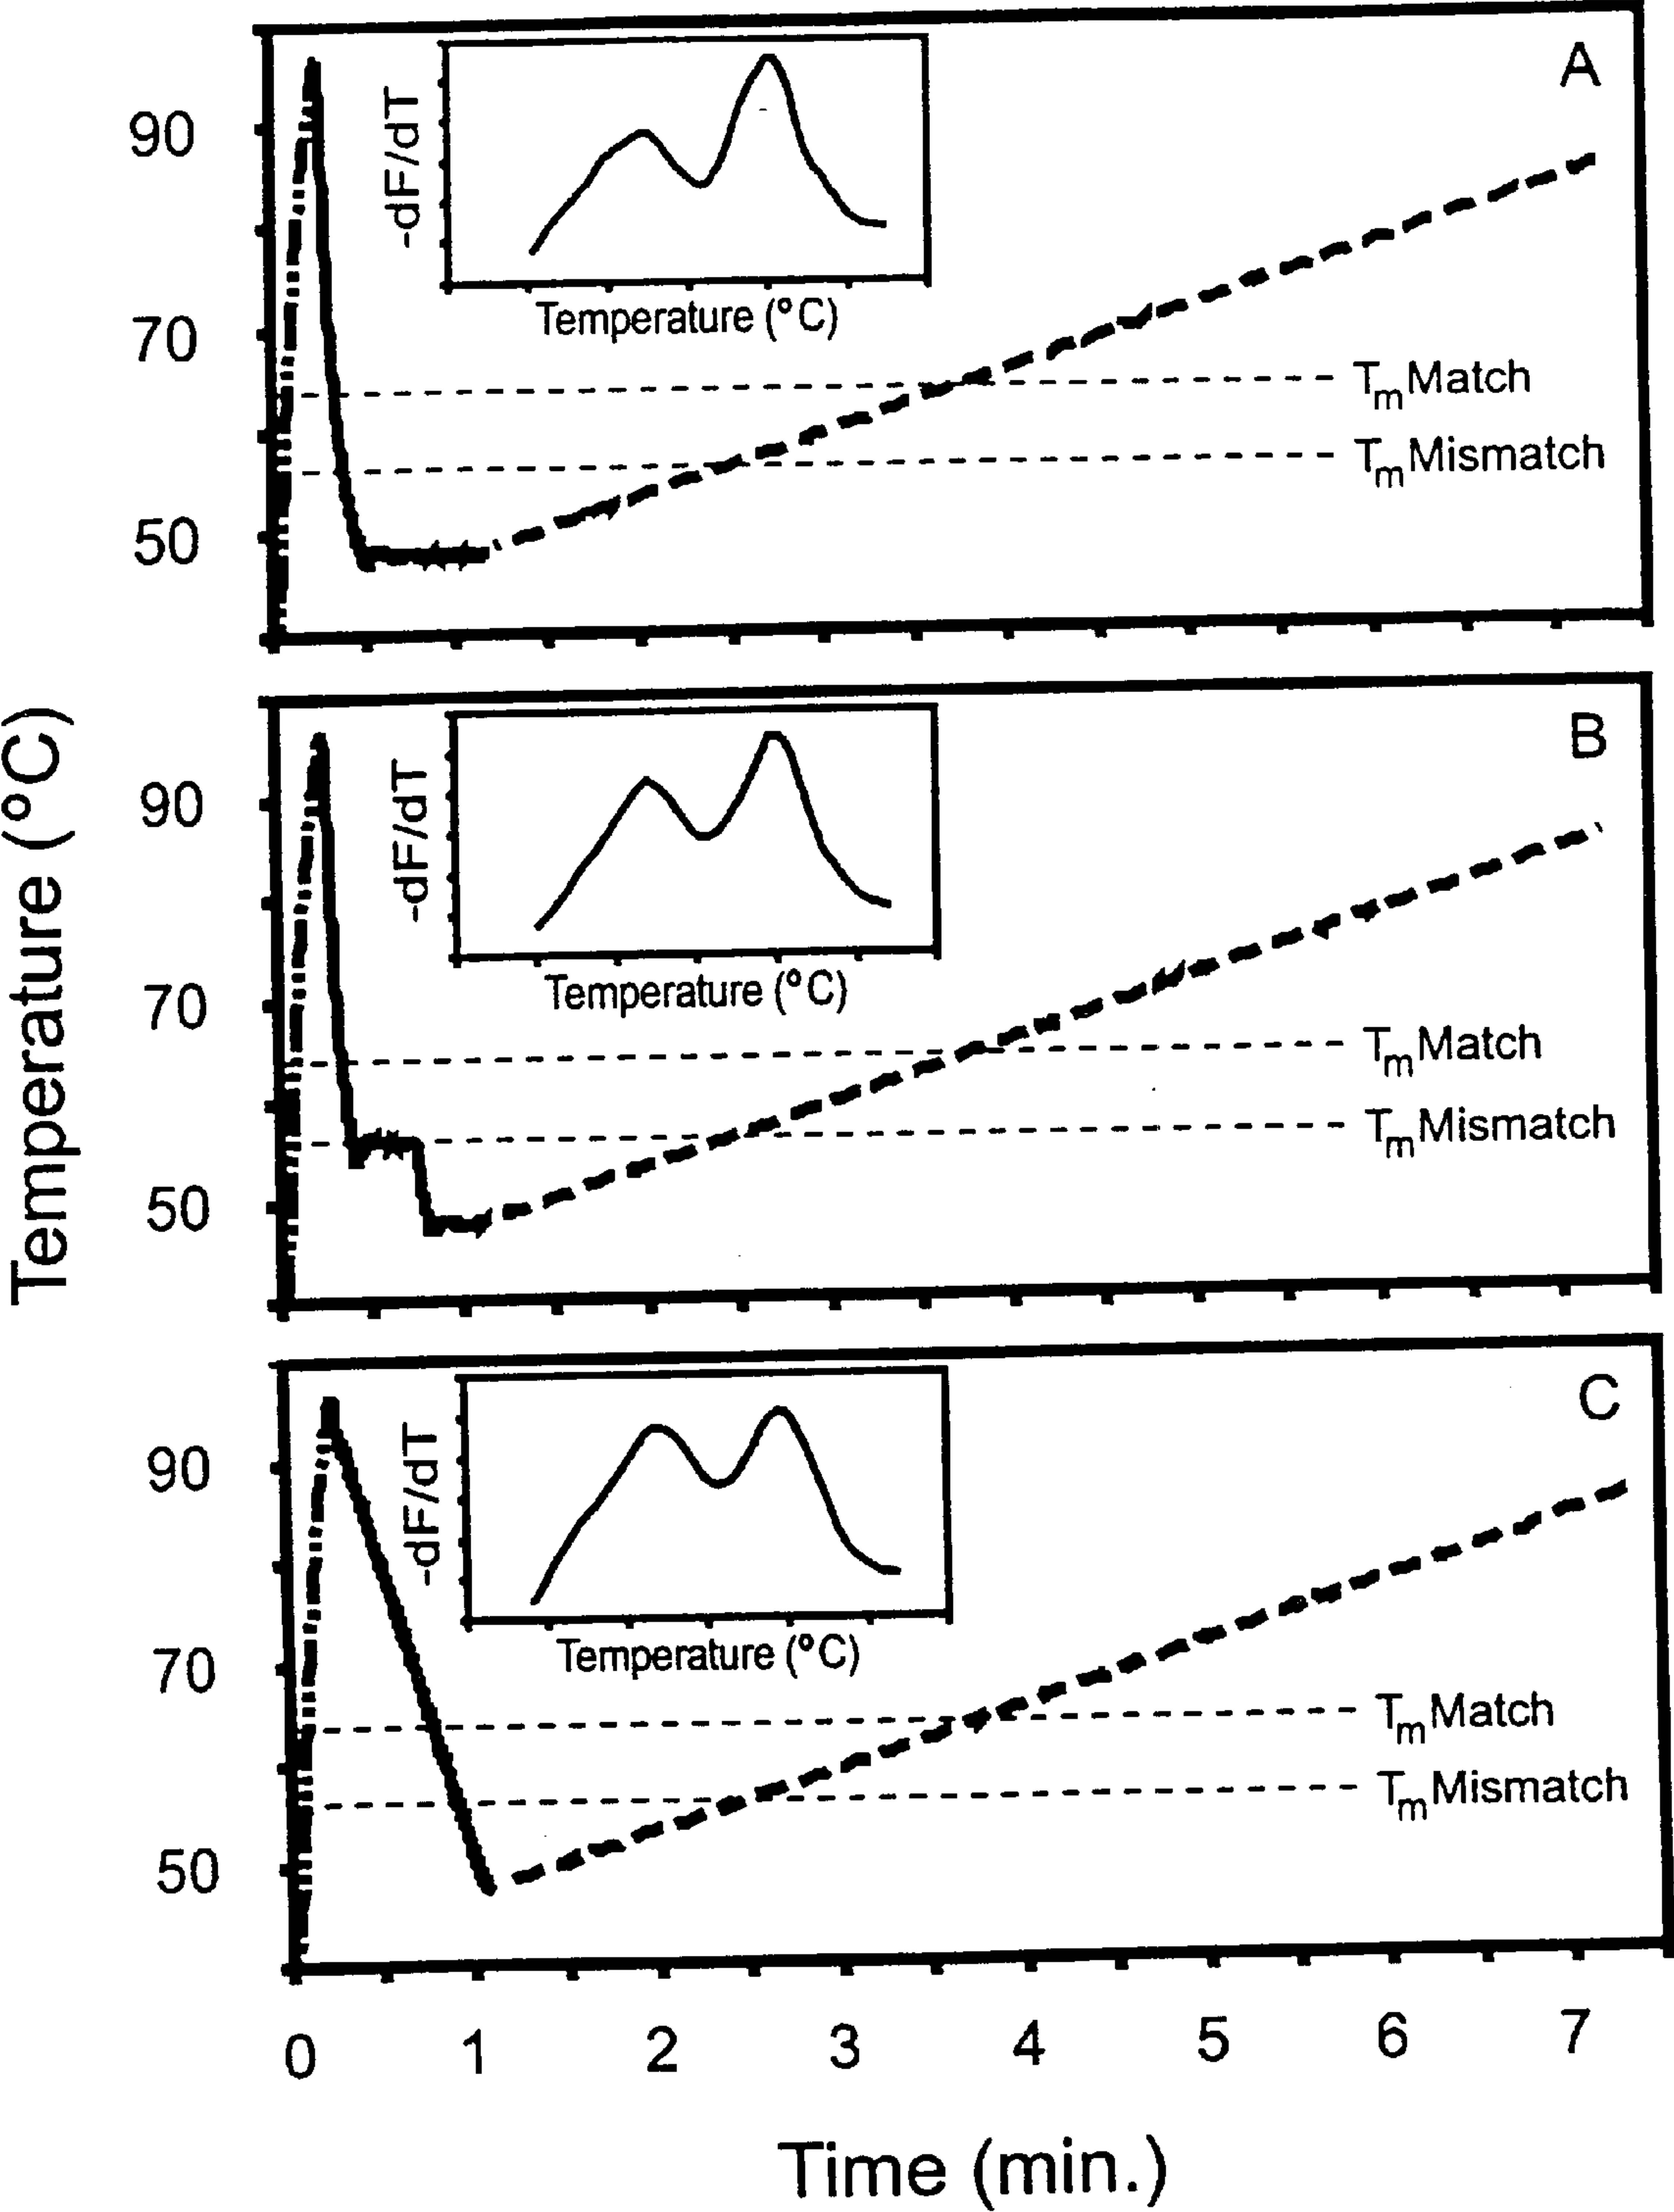 A
-dF/dT
Temperature (°C)
90
70
50
TmMatch
TmMismatch
B
-dF/dT
Temperature (°C)
90
70
50
TmMatch
TmMismatch
Temperature (°C)
C
-dF/dT
Temperature (°C)
90
70
50
TmMatch
TmMismatch
0 1 2 3 4 5 6 7
Time (min.)